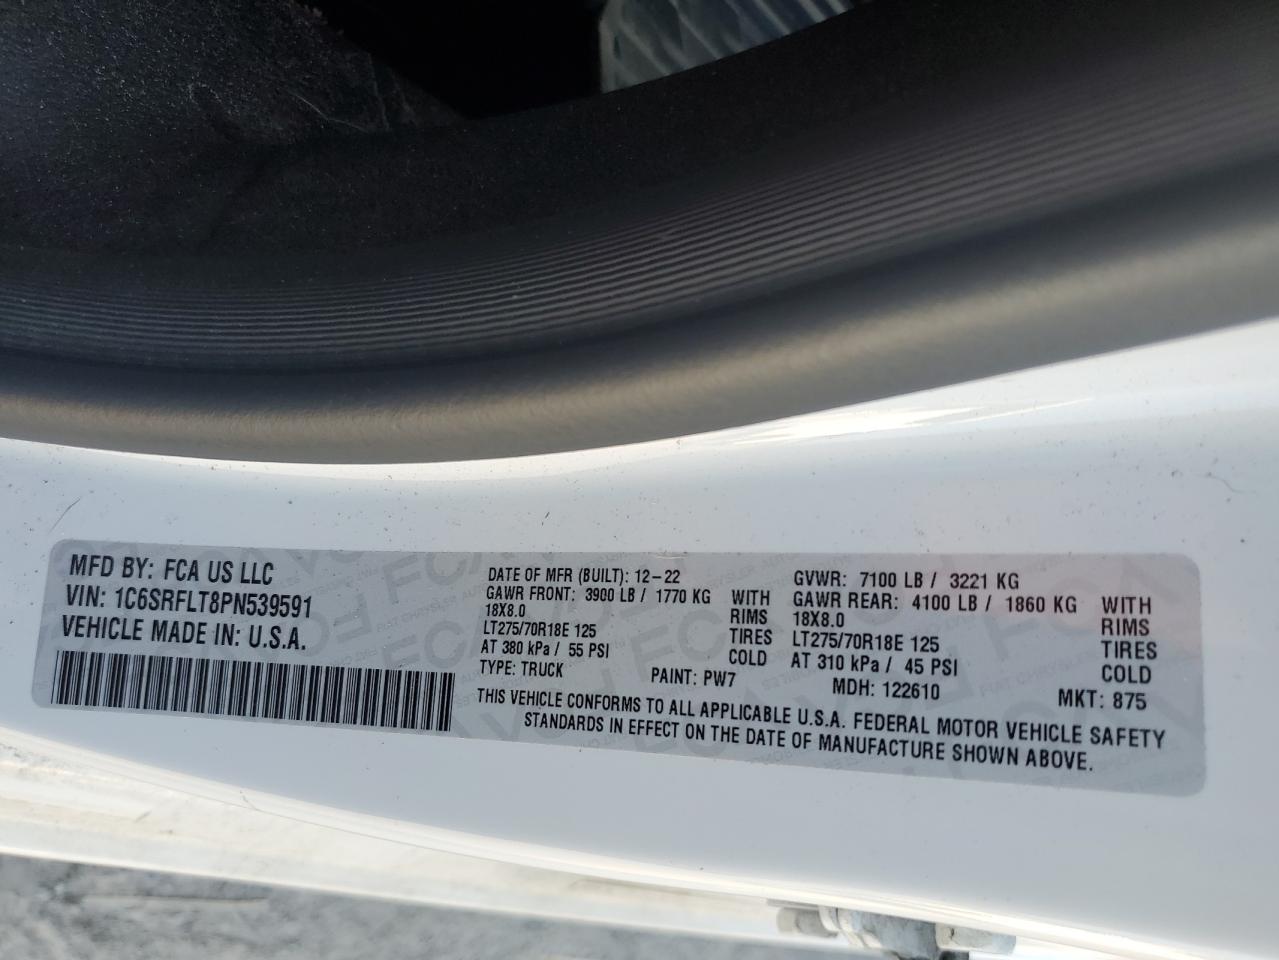 MFD BY: FCA US LLC
VIN: 1C6SRFLT8PN539591
VEHICLE MADE IN: U.S.A.
DATE OF MFR (BUILT): 12-22
GAWR FRONT: 3900 LB / 1770 KG WITH
18X8.0 RIMS
LT275/70R18E 125 TIRES
AT 380 kPa / 55 PSI COLD
TYPE: TRUCK PAINT: PW7
GVWR: 7100 LB / 3221 KG
GAWR REAR: 4100 LB / 1860 KG WITH
18X8.0 RIMS
LT275/70R18E 125 TIRES
AT 310 kPa / 45 PSI COLD
MDH: 122610 MKT: 875
THIS VEHICLE CONFORMS TO ALL APPLICABLE U.S.A. FEDERAL MOTOR VEHICLE SAFETY
STANDARDS IN EFFECT ON THE DATE OF MANUFACTURE SHOWN ABOVE.